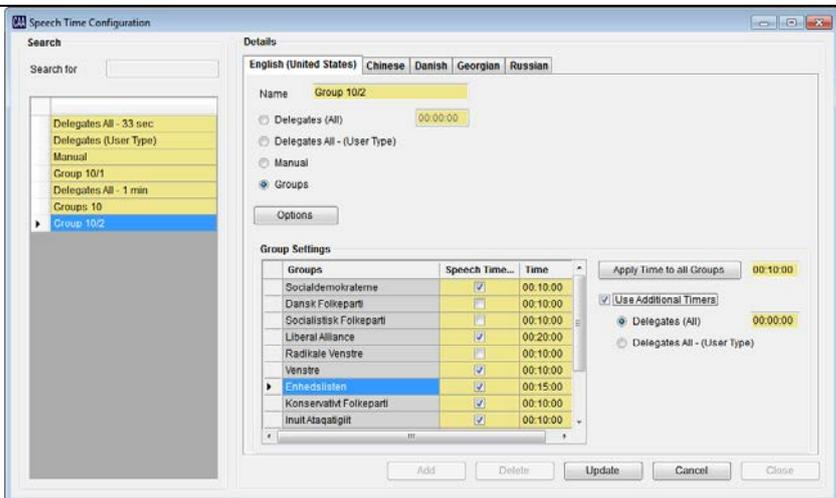 CAA Speech Time Configuration
Search
Search for
Delegates All - 33 sec
Delegates (User Type)
Manual
Group 10/1
Delegates All - 1 min
Groups 10
Group 10/2
Details
English (United States) Chinese Danish Georgian Russian
Name Group 10/2
Delegates (All) 00:00:00
Delegates All - (User Type)
Manual
Groups
Options
Group Settings
Groups Speech Time... Time
Socialdemokraterne 00:10:00
Dansk Folkeparti 00:10:00
Socialistisk Folkeparti 00:10:00
Liberal Alliance 00:20:00
Radikale Venstre 00:10:00
Venstre 00:10:00
Enhedslisten 00:15:00
Konservativt Folkeparti 00:10:00
Inuit Ataqatigiit 00:10:00
Apply Time to all Groups 00:10:00
Use Additional Timers
Delegates (All) 00:00:00
Delegates All - (User Type)
Add Delete Update Cancel Close